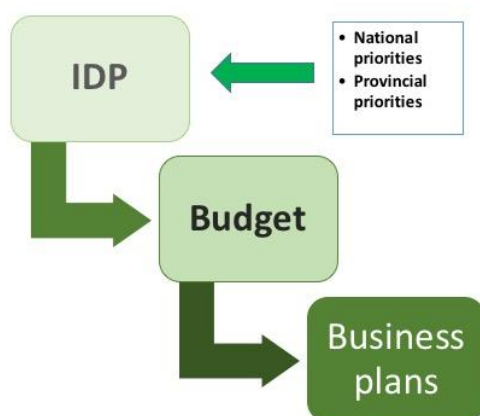 IDP
• National
priorities
• Provincial
priorities
Budget
Business
plans